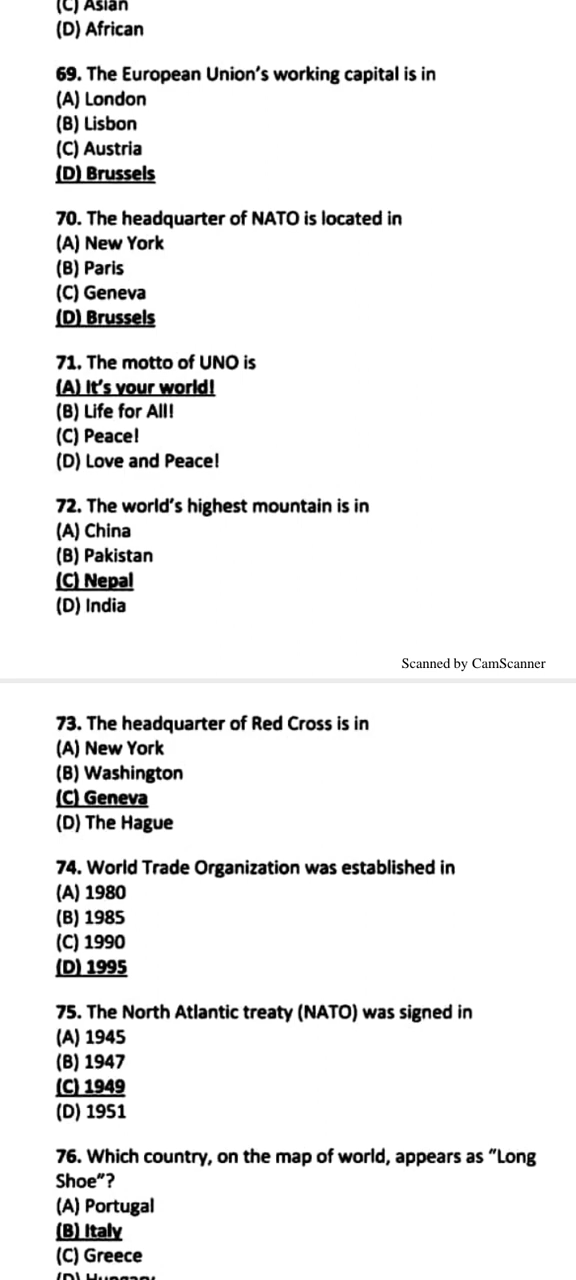 (C) Asian
(D) African
69. The European Union's working capital is in
(A) London
(B) Lisbon
(C) Austria
(D) Brussels
70. The headquarter of NATO is located in
(A) New York
(B) Paris
(C) Geneva
(D) Brussels
71. The motto of UNO is
(A) It's your world!
(B) Life for All!
(C) Peace!
(D) Love and Peace!
72. The world's highest mountain is in
(A) China
(B) Pakistan
(C) Nepal
(D) India
Scanned by CamScanner
73. The headquarter of Red Cross is in
(A) New York
(B) Washington
(C) Geneva
(D) The Hague
74. World Trade Organization was established in
(A) 1980
(B) 1985
(C) 1990
(D) 1995
75. The North Atlantic treaty (NATO) was signed in
(A) 1945
(B) 1947
(C) 1949
(D) 1951
76. Which country, on the map of world, appears as "Long
Shoe"?
(A) Portugal
(B) Italy
(C) Greece
(D) Hungary